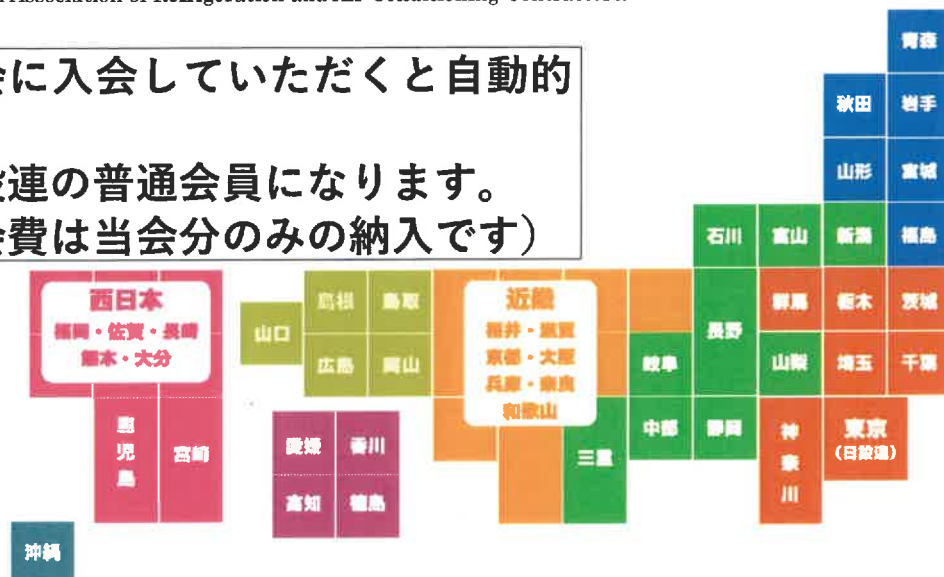 Association of Refrigeration and Air Conditioning Contractors
会に入会していただくと自動的
設連の普通会員になります。
会費は当会分のみの納入です）
青森
秋田
岩手
山形
宮城
石川
富山
新潟
福島
西日本
福岡・佐賀・長崎
熊本・大分
山口
島根
鳥取
広島
岡山
近畿
福井・滋賀
京都・大阪
兵庫・奈良
和歌山
岐阜
長野
群馬
栃木
茨城
山梨
埼玉
千葉
鹿児島
宮崎
愛媛
香川
高知
徳島
三重
中部
静岡
神奈川
東京
（日設連）
沖縄